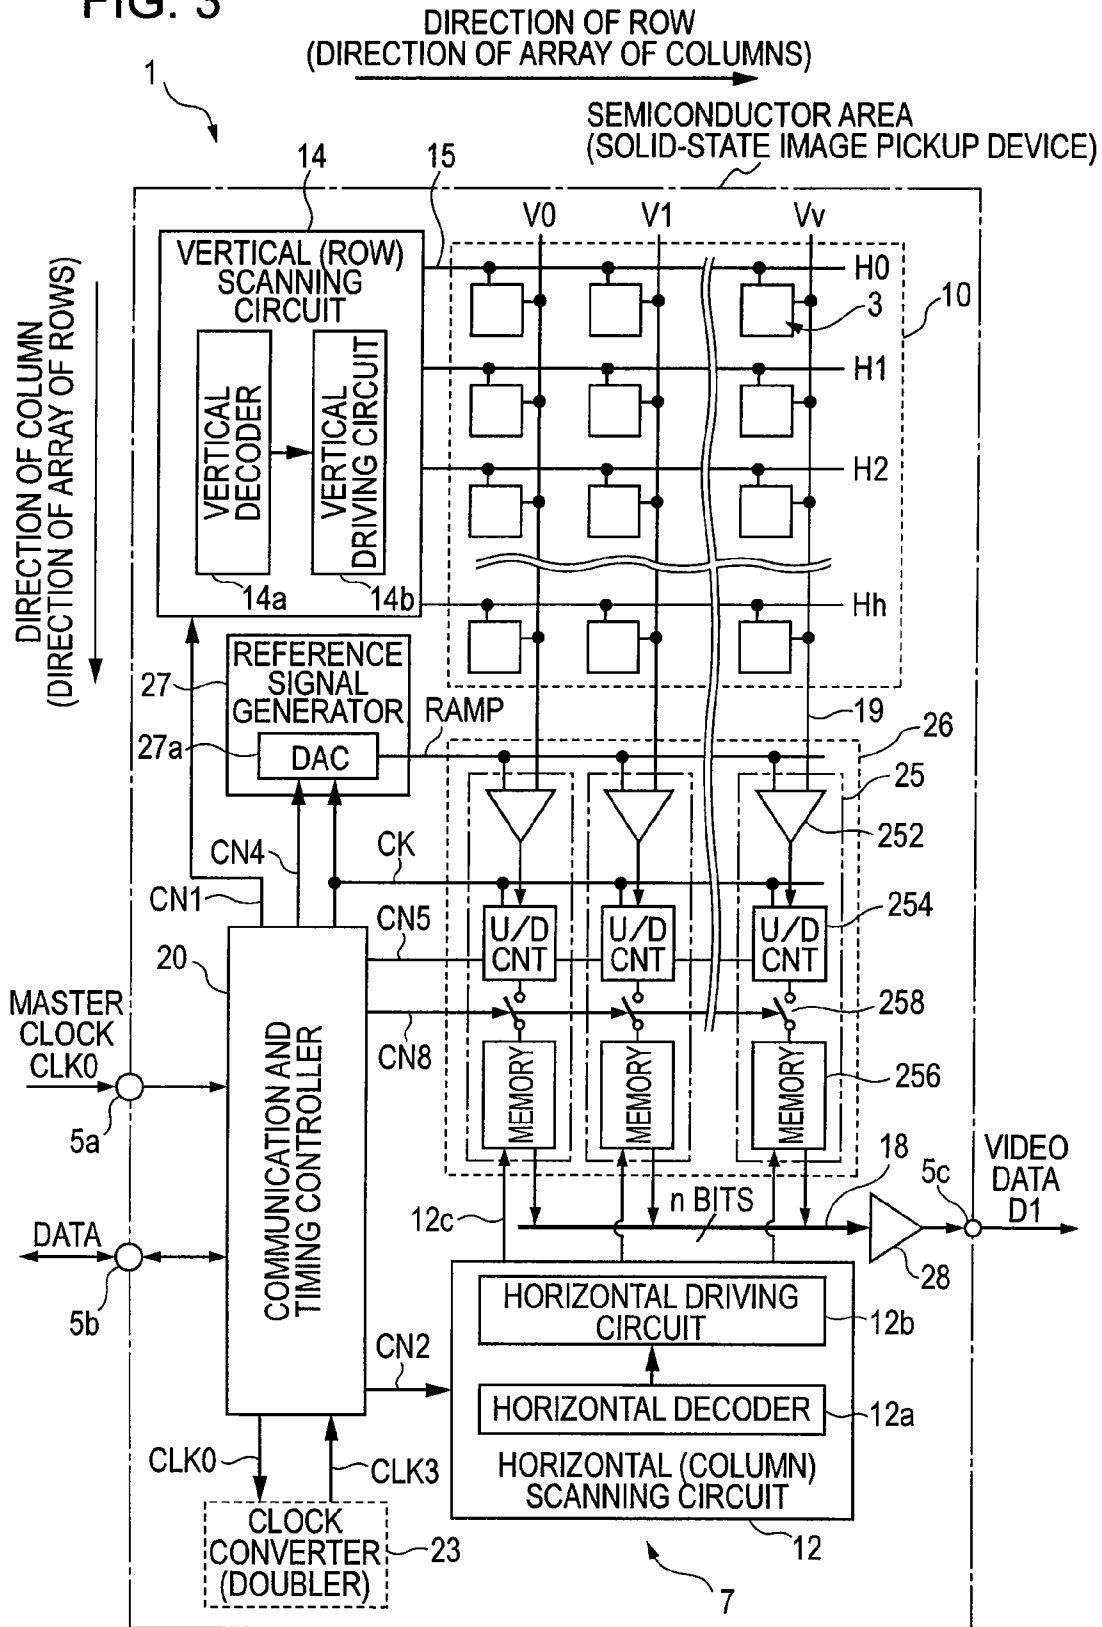 FIG. 3
DIRECTION OF ROW
(DIRECTION OF ARRAY OF COLUMNS)
1
SEMICONDUCTOR AREA
(SOLID-STATE IMAGE PICKUP DEVICE)
14
15
V0
V1
Vv
VERTICAL (ROW)
SCANNING
CIRCUIT
H0
3
10
DIRECTION OF COLUMN
(DIRECTION OF ARRAY OF ROWS)
VERTICAL
DECODER
VERTICAL
DRIVING CIRCUIT
H1
H2
14a
14b
Hh
27
REFERENCE
SIGNAL
GENERATOR
RAMP
19
26
27a
DAC
25
252
CN4
CK
CN1
CN5
254
U/D
CNT
U/D
CNT
U/D
CNT
20
MASTER
CLOCK
CLK0
258
CN8
COMMUNICATION AND
TIMING CONTROLLER
MEMORY
MEMORY
MEMORY
256
5a
VIDEO
DATA
D1
5c
18
n BITS
12c
DATA
28
5b
HORIZONTAL DRIVING
CIRCUIT
12b
CN2
HORIZONTAL DECODER
12a
CLK0
CLK3
HORIZONTAL (COLUMN)
SCANNING CIRCUIT
CLOCK
CONVERTER
(DOUBLER)
23
12
7